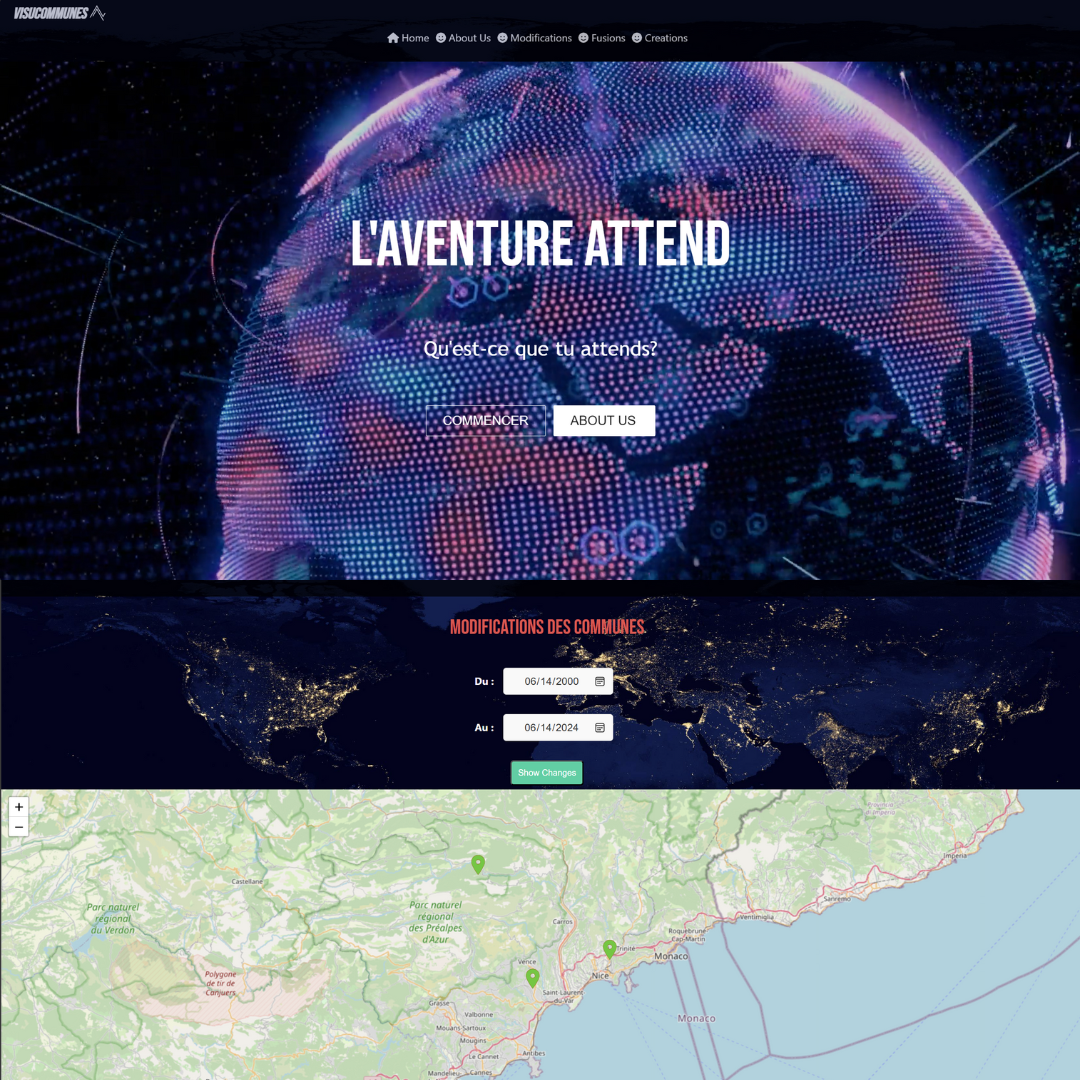 VISUCOMMUNES
Home About Us Modifications Fusions Creations
L'AVENTURE ATTEND
Qu'est-ce que tu attends?
COMMENCER ABOUT US
MODIFICATIONS DES COMMUNES
Du : 06/14/2000
Au : 06/14/2024
Show Changes
+
−
Imperia
Castellane
Sanremo
Parc naturel
régional
du Verdon
Parc naturel
régional
des Préalpes
d'Azur
Ventimiglia
Carros
Roquebrune
Cap-Martin
Trinité
Monaco
Vence
Nice
Polygone
de tir de
Canjuers
Saint-Laurent
du Var
Grasse
Valbonne
Monaco
Mouans-Sartoux
Mougins
Le Cannet
Antibes
Mandelieu
Cannes